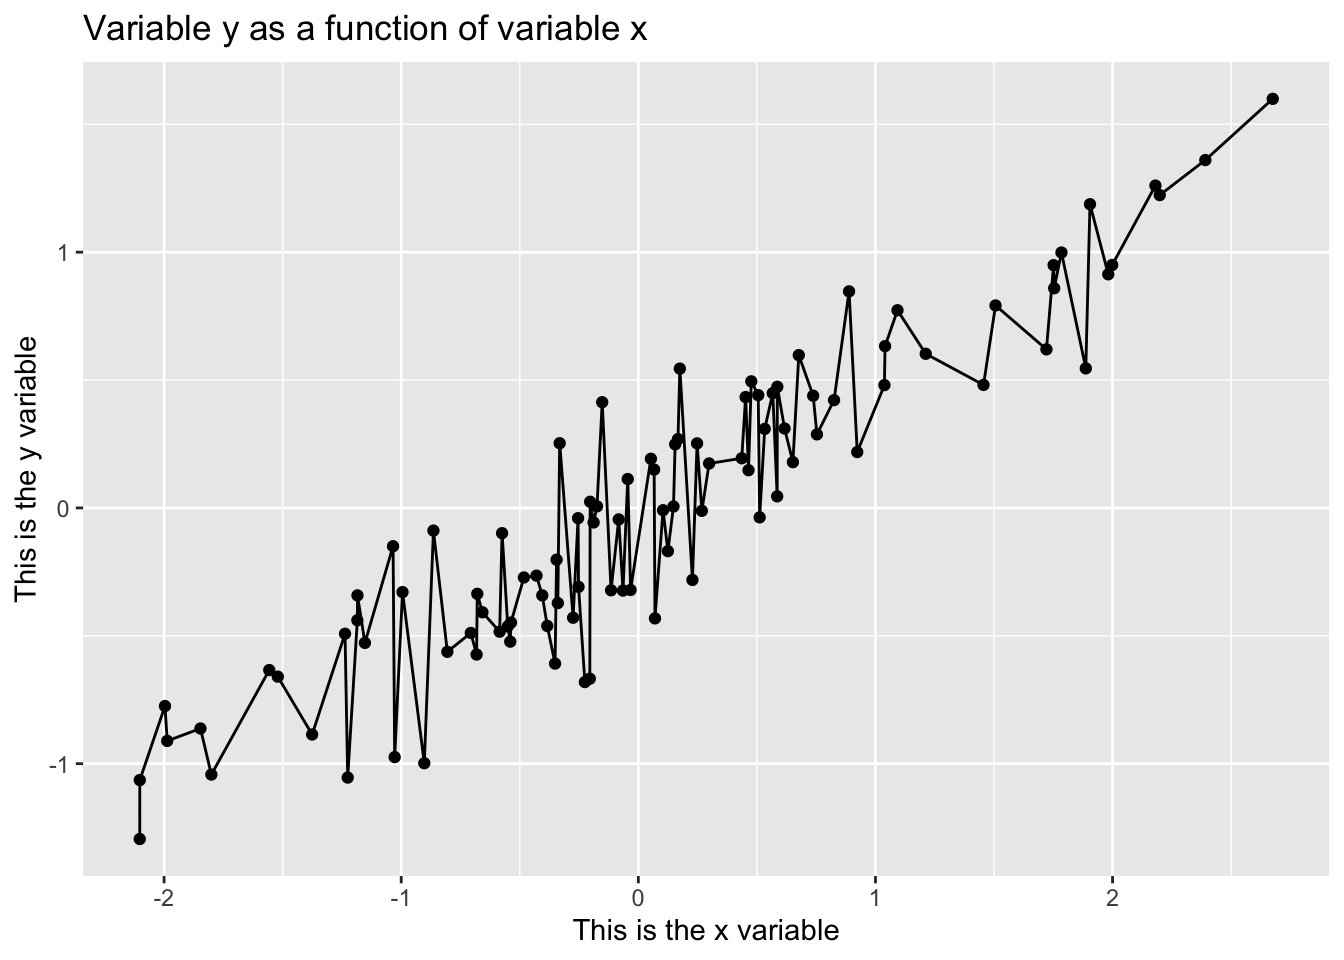 Variable y as a function of variable x
This is the y variable
1
0
-1
-2 -1 0 1 2
This is the x variable